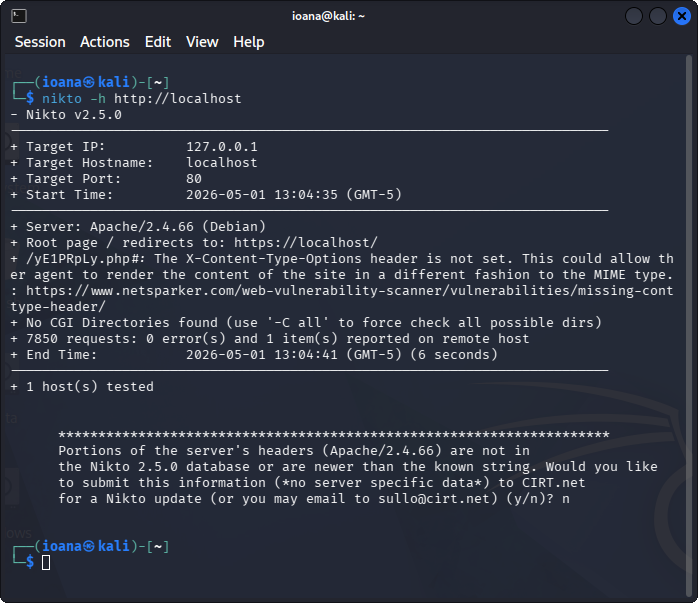 ioana@kali: ~
Session Actions Edit View Help
┌──(ioana㉿kali)-[~]
└─$ nikto -h http://localhost
- Nikto v2.5.0
---------------------------------------------------------------------------
+ Target IP:          127.0.0.1
+ Target Hostname:    localhost
+ Target Port:        80
+ Start Time:         2026-05-01 13:04:35 (GMT-5)
---------------------------------------------------------------------------
+ Server: Apache/2.4.66 (Debian)
+ Root page / redirects to: https://localhost/
+ /yE1PRpLy.php#: The X-Content-Type-Options header is not set. This could allow th
er agent to render the content of the site in a different fashion to the MIME type.
: https://www.netsparker.com/web-vulnerability-scanner/vulnerabilities/missing-cont
type-header/
+ No CGI Directories found (use '-C all' to force check all possible dirs)
+ 7850 requests: 0 error(s) and 1 item(s) reported on remote host
+ End Time:           2026-05-01 13:04:41 (GMT-5) (6 seconds)
---------------------------------------------------------------------------
+ 1 host(s) tested
*********************************************************************
Portions of the server's headers (Apache/2.4.66) are not in
the Nikto 2.5.0 database or are newer than the known string. Would you like
to submit this information (*no server specific data*) to CIRT.net
for a Nikto update (or you may email to sullo@cirt.net) (y/n)? n
┌──(ioana㉿kali)-[~]
└─$